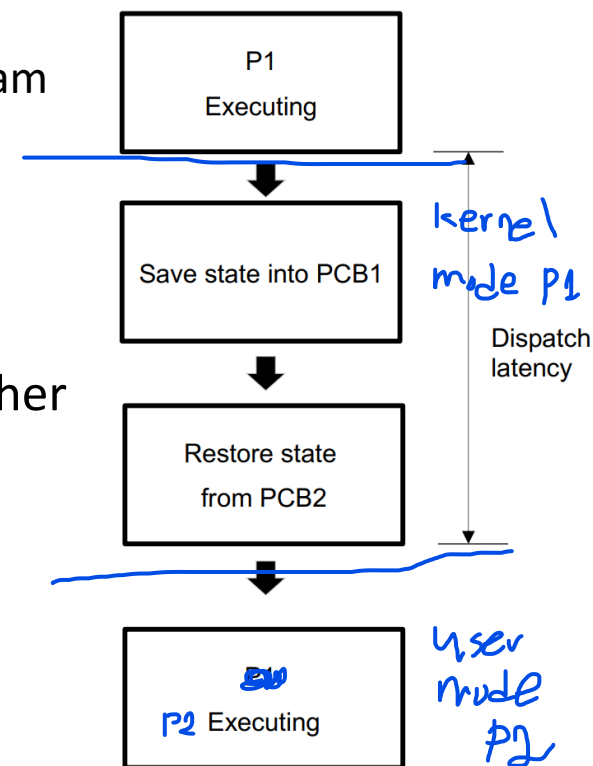 am
P1
Executing
kernel
mode P1
Save state into PCB1
Dispatch
latency
her
Restore state
from PCB2
user
mode
P2
P2 Executing